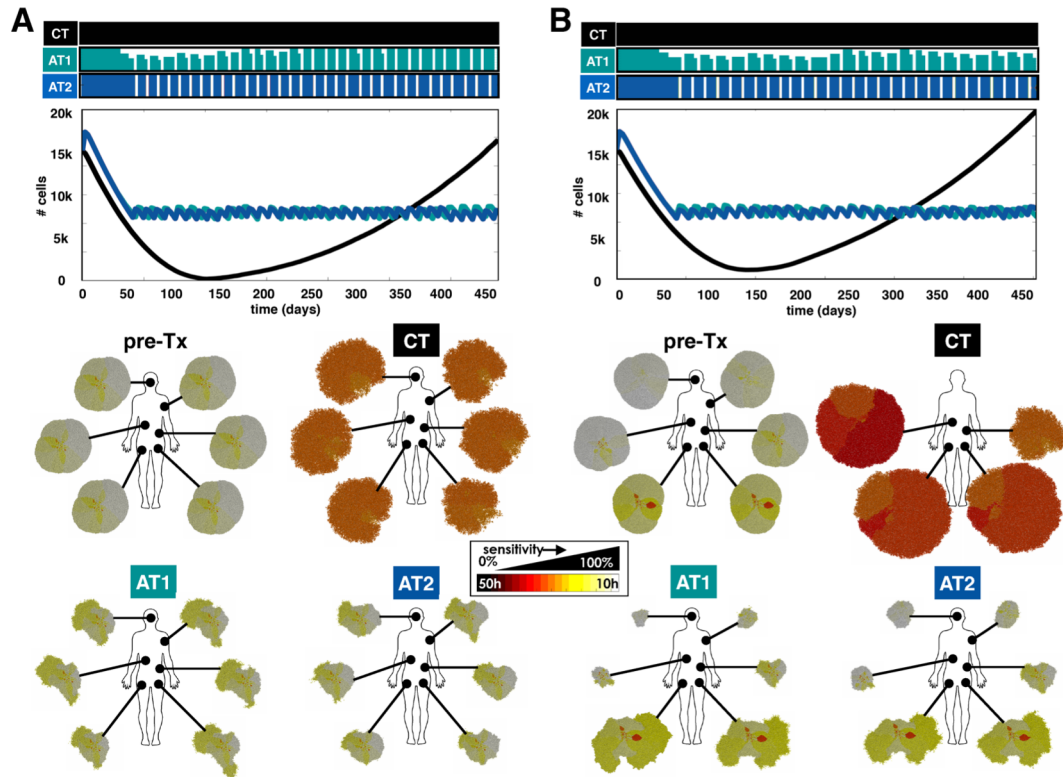 A
CT
AT1
AT2
20k
15k
10k
5k
0
# cells
0 50 100 150 200 250 300 350 400 450
time (days)
pre-Tx
CT
AT1
AT2
B
CT
AT1
AT2
20k
15k
10k
5k
0
# cells
0 50 100 150 200 250 300 350 400 450
time (days)
pre-Tx
CT
sensitivity→
0% 100%
50h 10h
AT1
AT2